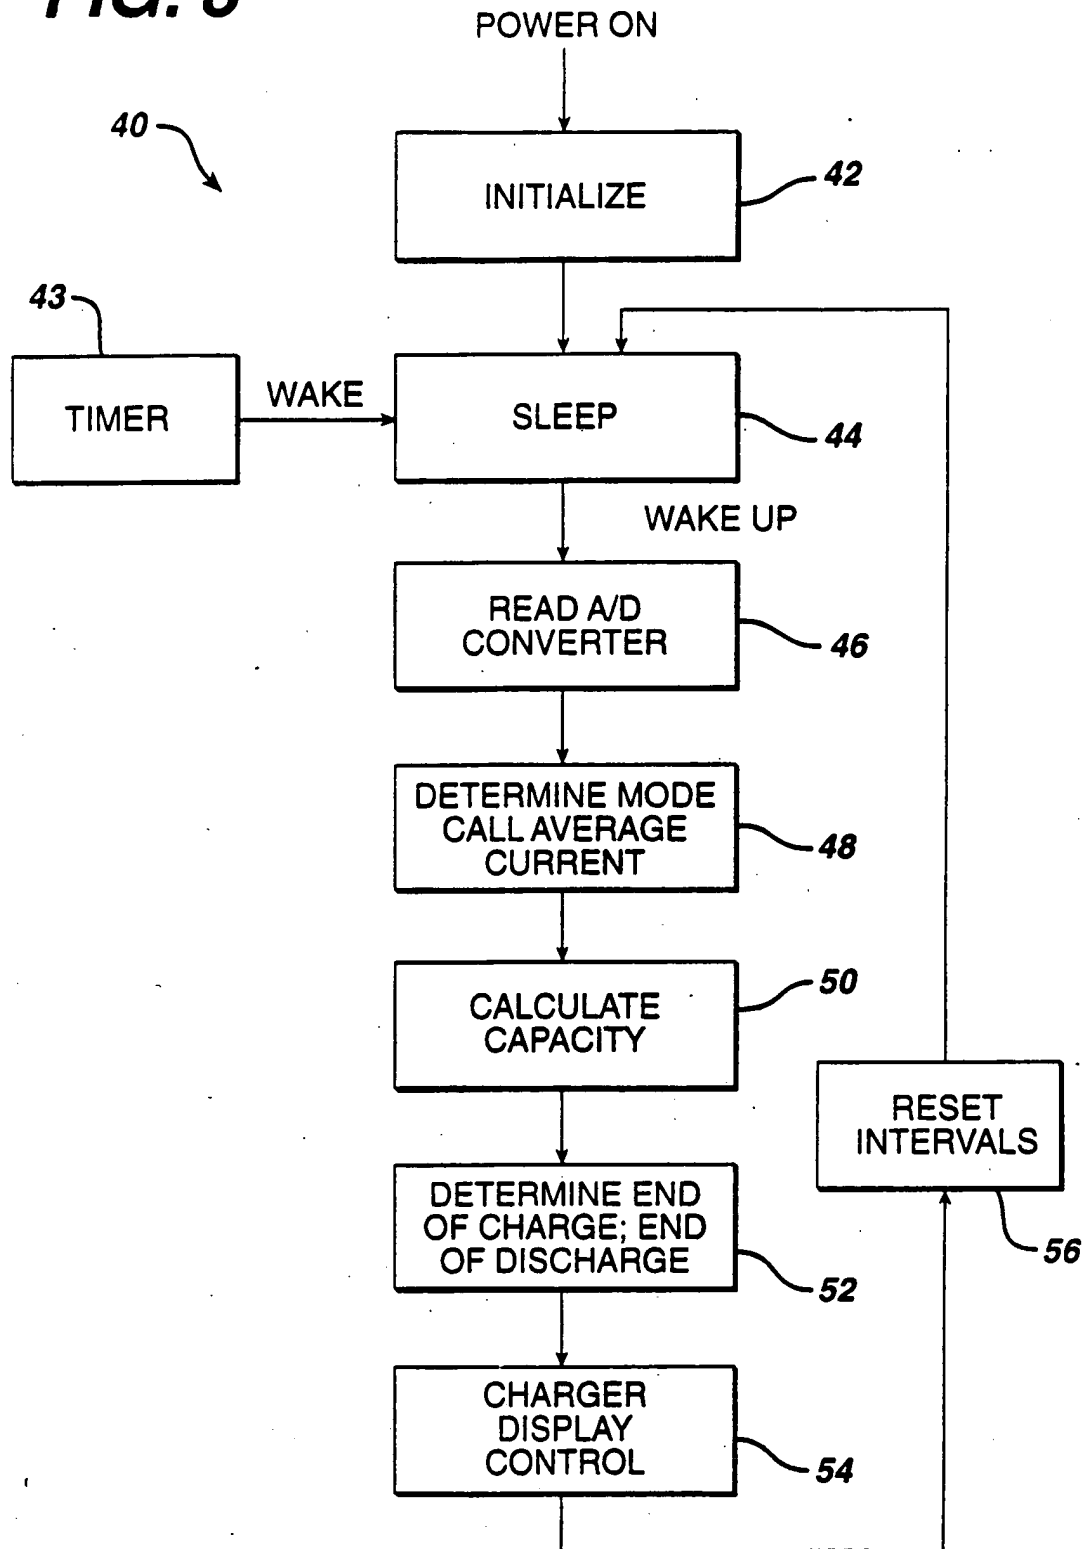 FIG.
POWER ON
40
INITIALIZE
42
43
TIMER
WAKE
SLEEP
44
WAKE UP
READ A/D
CONVERTER
46
DETERMINE MODE
CALL AVERAGE
CURRENT
48
CALCULATE
CAPACITY
50
RESET
INTERVALS
56
DETERMINE END
OF CHARGE; END
OF DISCHARGE
52
CHARGER
DISPLAY
CONTROL
54